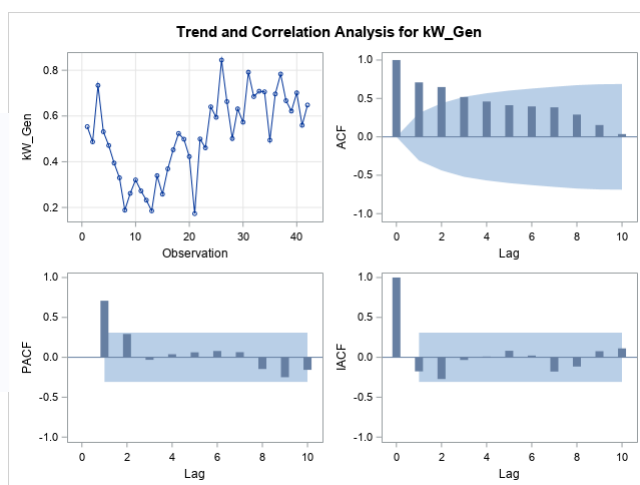 Trend and Correlation Analysis for kW_Gen
kW_Gen
0.8
0.6
0.4
0.2
0 10 20 30 40
Observation
ACF
1.0
0.5
0.0
-0.5
-1.0
0 2 4 6 8 10
Lag
PACF
1.0
0.5
0.0
-0.5
-1.0
0 2 4 6 8 10
Lag
IACF
1.0
0.5
0.0
-0.5
-1.0
0 2 4 6 8 10
Lag